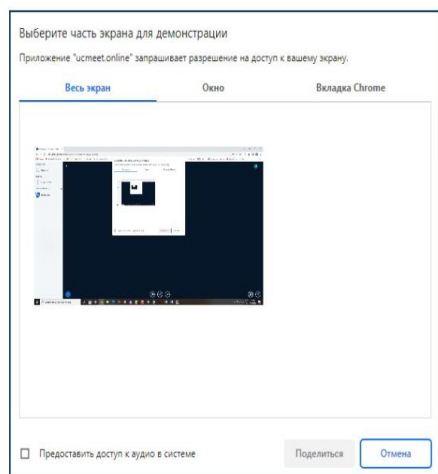 Выберите часть экрана для демонстрации
Приложение "ucmeet.online" запрашивает разрешение на доступ к вашему экрану.
Весь экран Окно Вкладка Chrome
Предоставить доступ к аудио в системе Поделиться Отмена